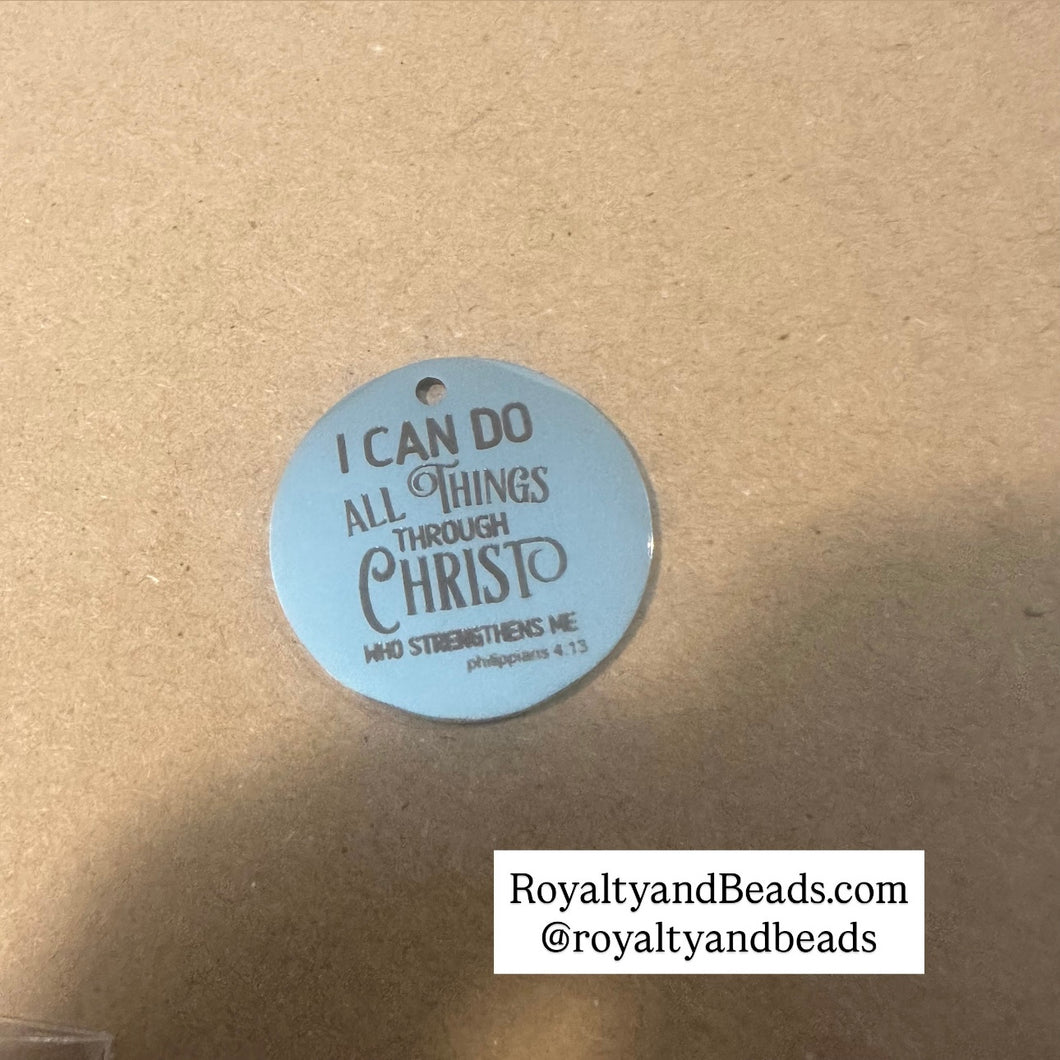 I CAN DO
ALL THINGS
THROUGH
CHRIST
WHO STRENGTHENS ME
philippians 4:13
RoyaltyandBeads.com
@royaltyandbeads